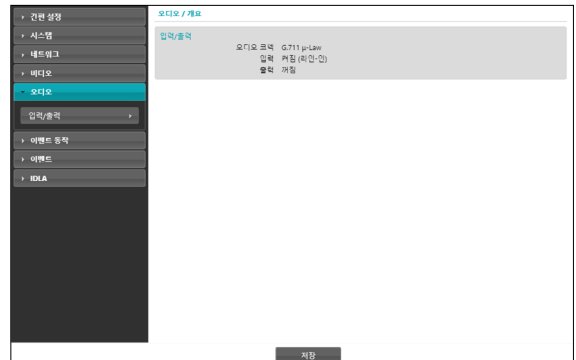 간편 설정
시스템
네트워크
비디오
오디오
입력/출력
이벤트 동작
이벤트
IDLA
오디오 / 개요
입력/출력
오디오 코덱 G.711 μ-Law
입력 켜짐 (라인-인)
출력 꺼짐
저장